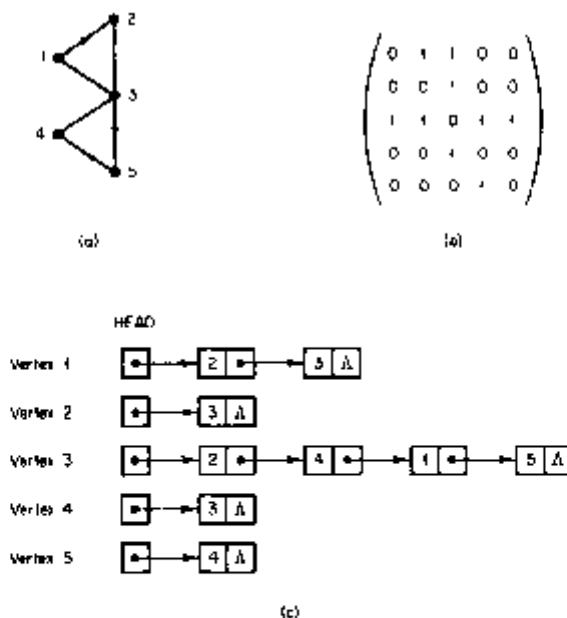 2
1
3
4
5
0 1 1 0 0
0 0 1 0 0
1 1 0 1 1
0 0 1 0 0
0 0 0 1 0
(a)
HEAD
Vertex 1 2 3 Λ
Vertex 2 3 Λ
Vertex 3 2 4 1 5 Λ
Vertex 4 3 Λ
Vertex 5 4 Λ
(c)